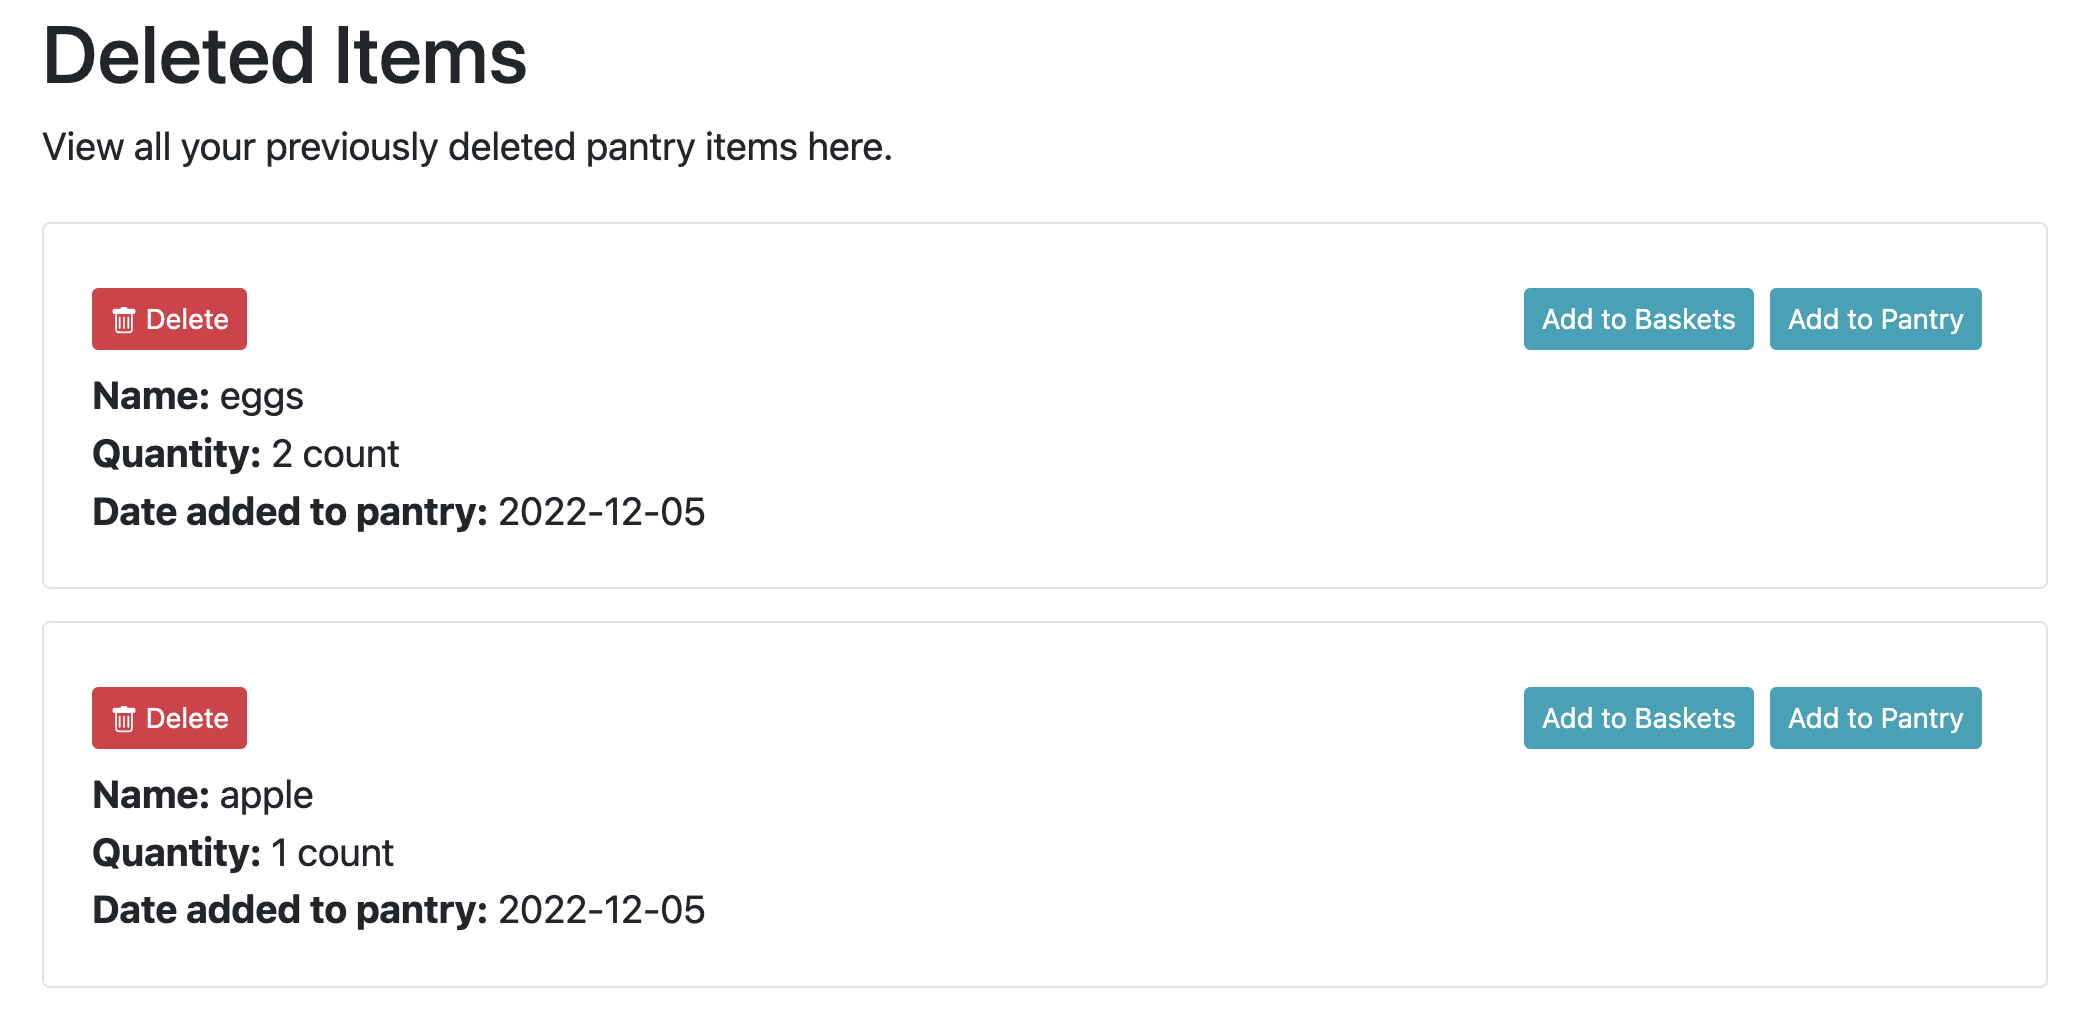 Deleted Items
View all your previously deleted pantry items here.
Delete
Add to Baskets
Add to Pantry
Name: eggs
Quantity: 2 count
Date added to pantry: 2022-12-05
Delete
Add to Baskets
Add to Pantry
Name: apple
Quantity: 1 count
Date added to pantry: 2022-12-05